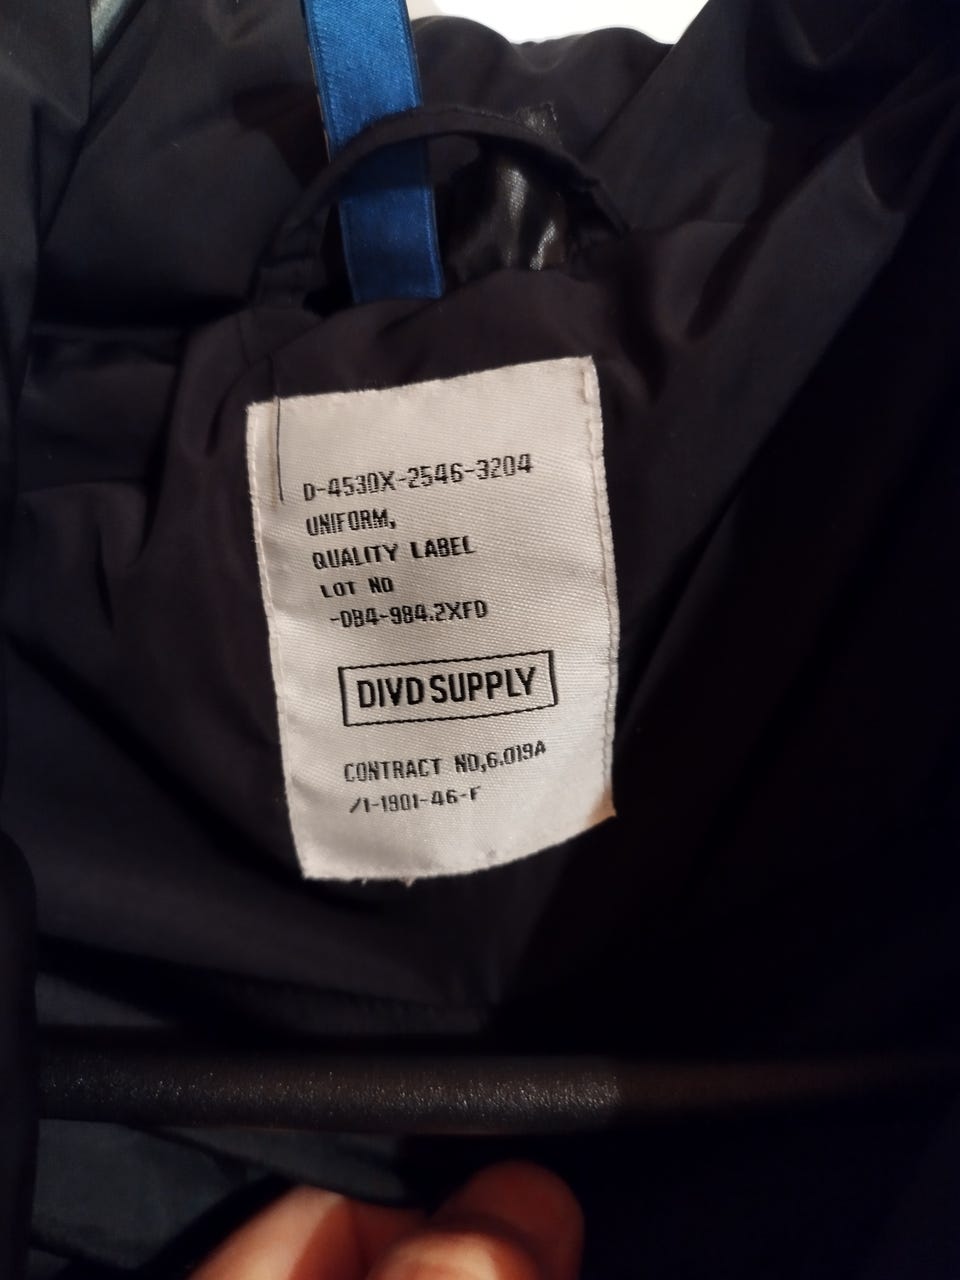 D-4530X-2546-3204
UNIFORM,
QUALITY LABEL
LOT NO
-DB4-984.2XFD
DIVD SUPPLY
CONTRACT NO,6.019A
/1-1901-46-F